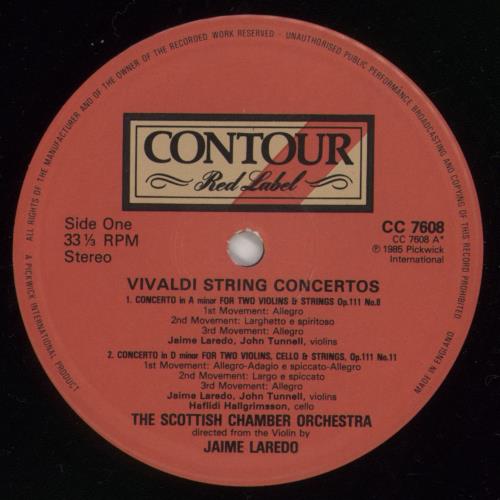 ALL RIGHTS OF THE MANUFACTURER AND OF THE OWNER OF THE RECORDED WORK RESERVED - UNAUTHORISED PUBLIC PERFORMANCE BROADCASTING AND COPYING OF THIS RECORD PROHIBITED
CONTOUR
Red Label
Side One
33 1/3 RPM
Stereo
CC 7608
CC 7608 A*
℗ 1985 Pickwick
International
VIVALDI STRING CONCERTOS
1. CONCERTO in A minor FOR TWO VIOLINS & STRINGS Op.111 No.8
1st Movement: Allegro
2nd Movement: Larghetto e spiritoso
3rd Movement: Allegro
Jaime Laredo, John Tunnell, violins
2. CONCERTO in D minor FOR TWO VIOLINS, CELLO & STRINGS, Op.111 No.11
1st Movement: Allegro-Adagio e spiccato-Allegro
2nd Movement: Largo e spiccato
3rd Movement: Allegro
Jaime Laredo, John Tunnell, violins
Haflidi Hallgrimsson, cello
THE SCOTTISH CHAMBER ORCHESTRA
directed from the Violin by
JAIME LAREDO
A PICKWICK INTERNATIONAL PRODUCT
MADE IN ENGLAND